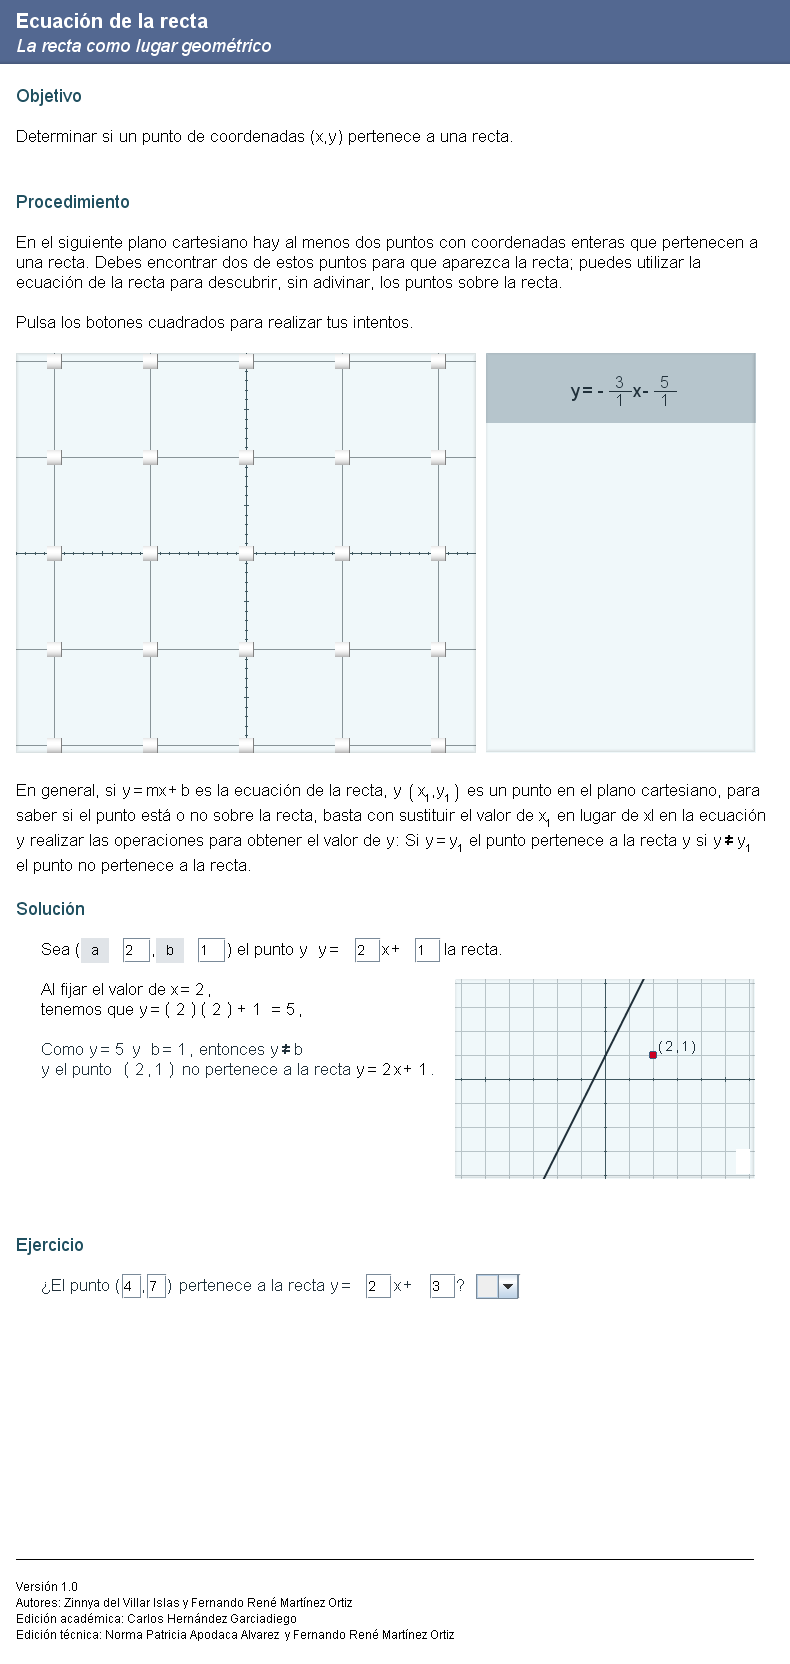 Ecuación de la recta
La recta como lugar geométrico
Objetivo
Determinar si un punto de coordenadas (x,y) pertenece a una recta.
Procedimiento
En el siguiente plano cartesiano hay al menos dos puntos con coordenadas enteras que pertenecen a
una recta. Debes encontrar dos de estos puntos para que aparezca la recta; puedes utilizar la
ecuación de la recta para descubrir, sin adivinar, los puntos sobre la recta.
Pulsa los botones cuadrados para realizar tus intentos.
y= - 3/1 x- 5/1
En general, si y=mx+ b es la ecuación de la recta, y (x₁,y₁) es un punto en el plano cartesiano, para
saber si el punto está o no sobre la recta, basta con sustituir el valor de x₁ en lugar de xl en la ecuación
y realizar las operaciones para obtener el valor de y: Si y=y₁ el punto pertenece a la recta y si y≠y₁
el punto no pertenece a la recta.
Solución
Sea ( a 2 , b 1 ) el punto y y= 2 x+ 1 la recta.
Al fijar el valor de x= 2 ,
tenemos que y= ( 2 ) ( 2 ) + 1 = 5 ,
Como y= 5 y b= 1 , entonces y≠b
y el punto ( 2 , 1 ) no pertenece a la recta y= 2x+ 1 .
(2,1)
Ejercicio
¿El punto ( 4 , 7 ) pertenece a la recta y= 2 x+ 3 ?
Versión 1.0
Autores: Zinnya del Villar Islas y Fernando René Martínez Ortiz
Edición académica: Carlos Hernández Garciadiego
Edición técnica: Norma Patricia Apodaca Alvarez y Fernando René Martínez Ortiz